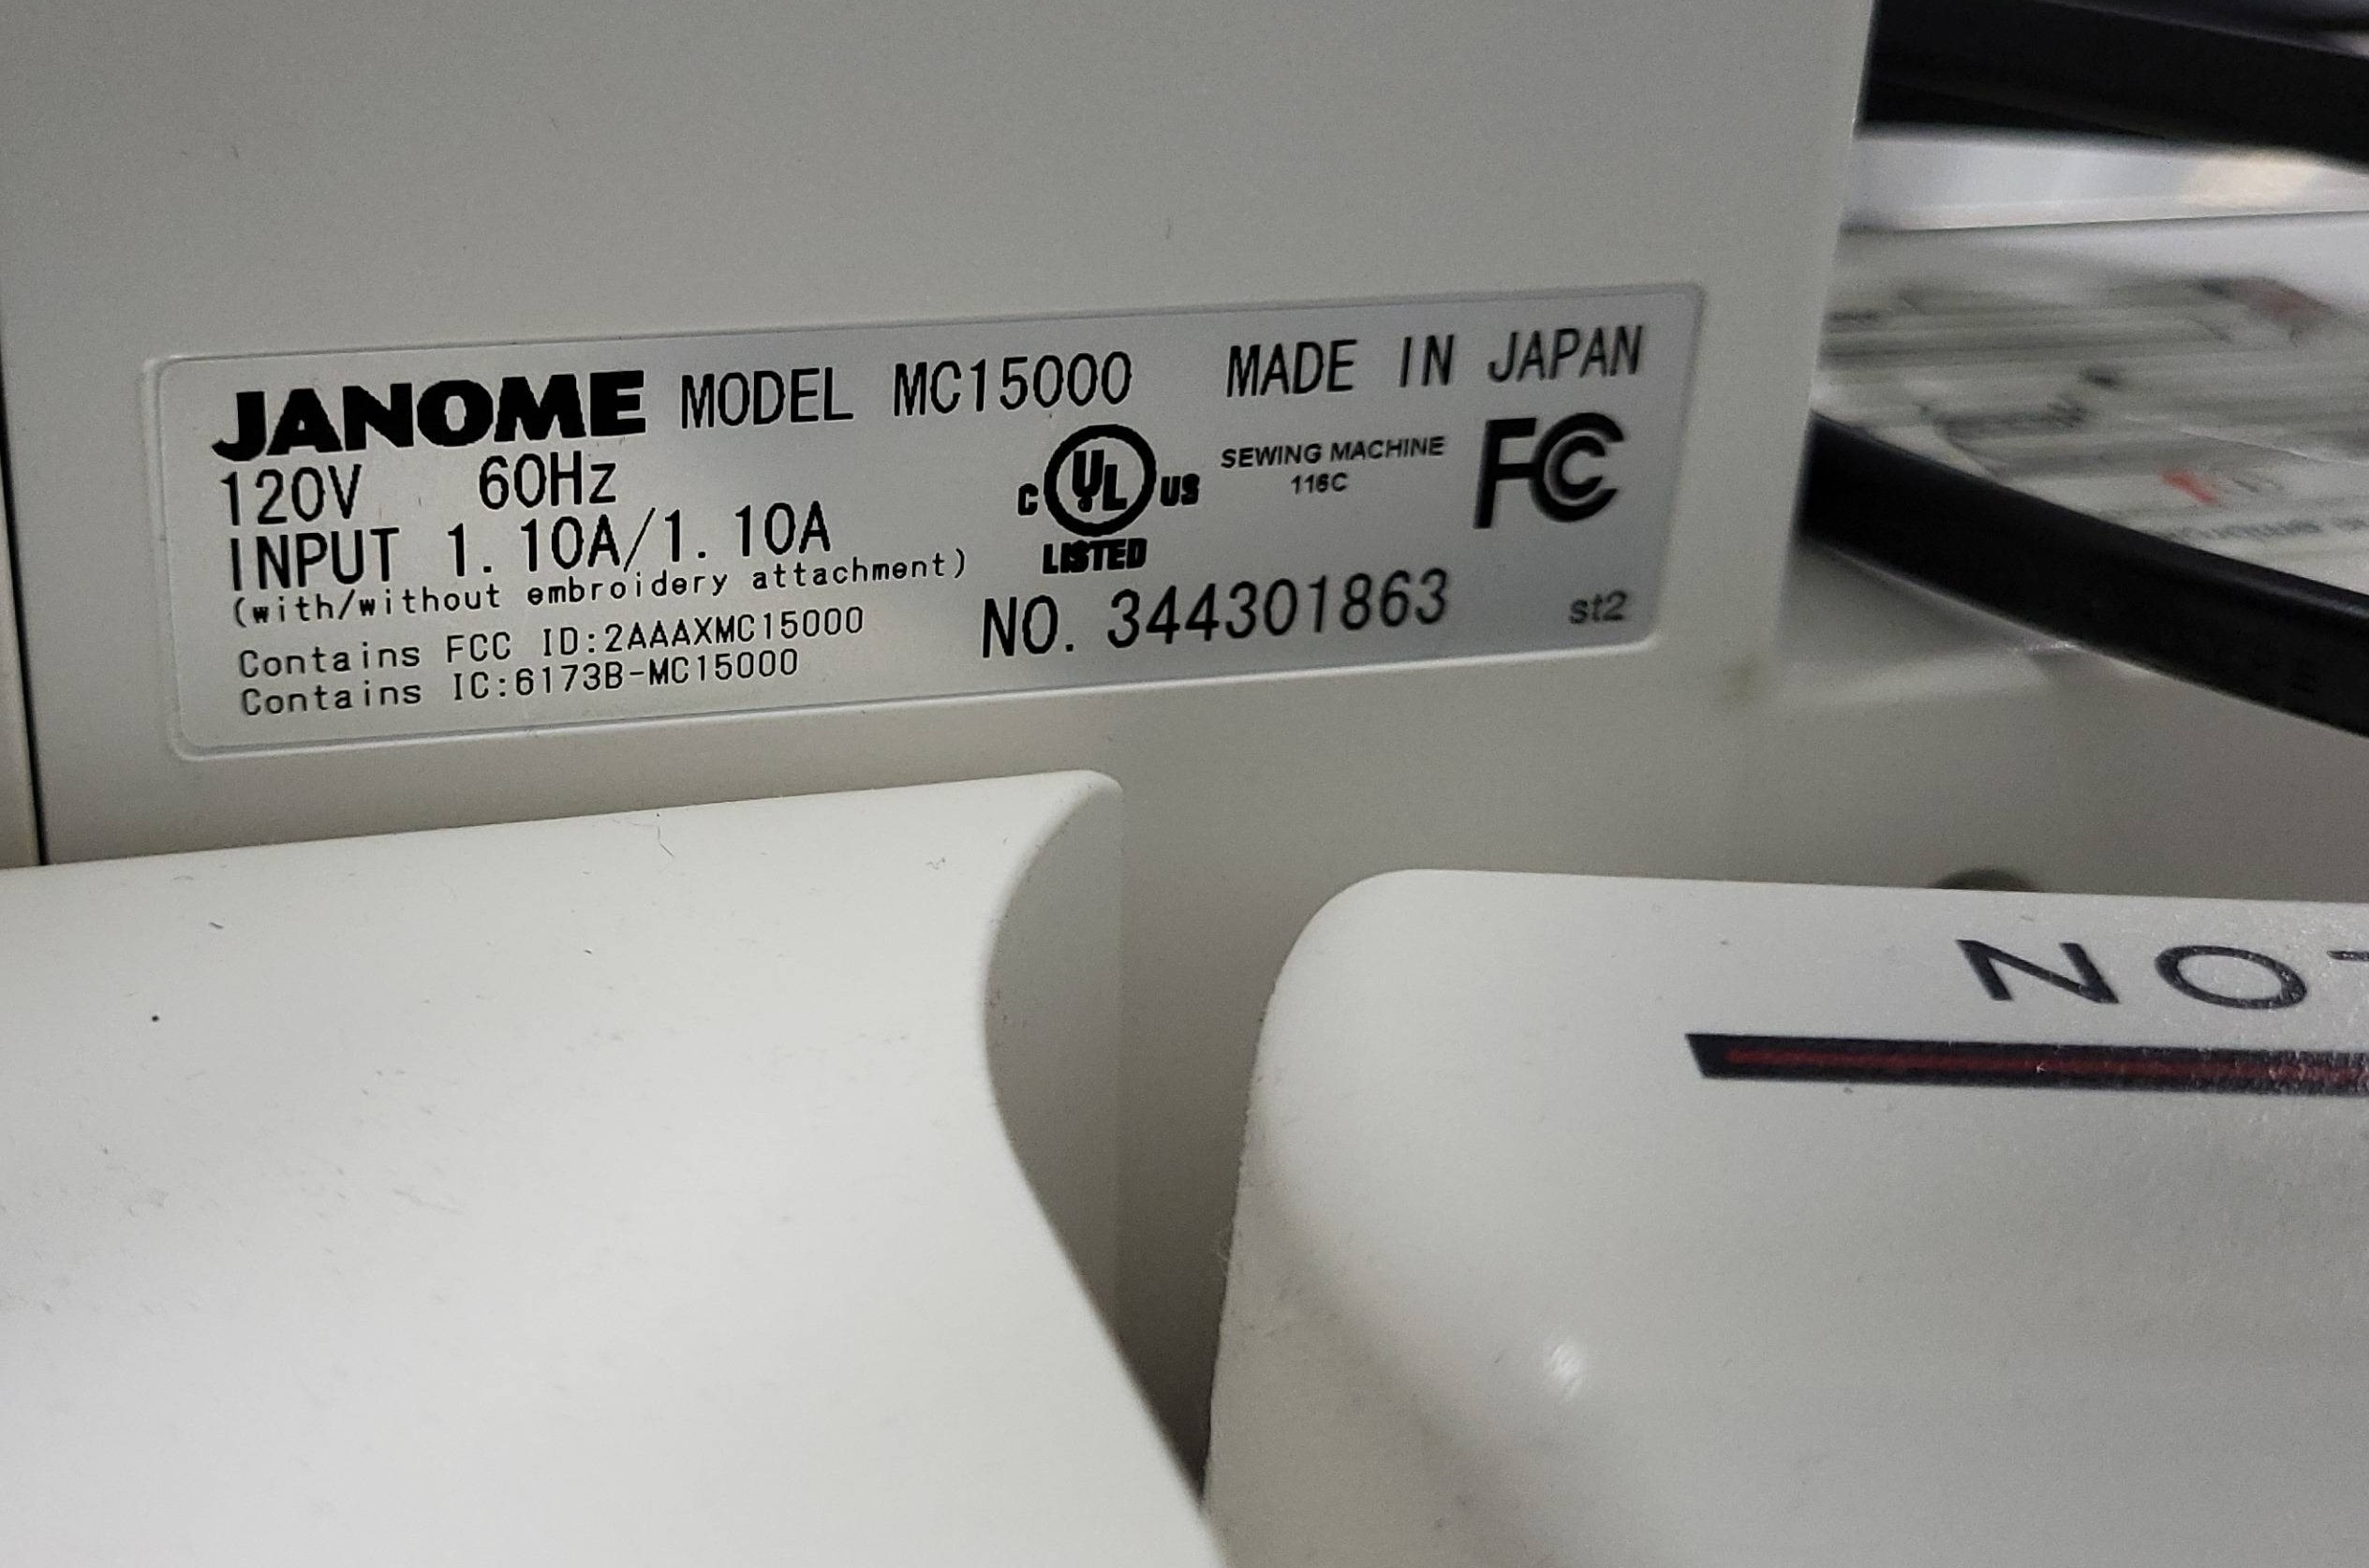 JANOME MODEL MC15000 MADE IN JAPAN
120V 60Hz
INPUT 1.10A/1.10A
(with/without embroidery attachment)
Contains FCC ID:2AAAXMC15000
Contains IC:6173B-MC15000
C UL US
LISTED
SEWING MACHINE
116C
FC
NO. 344301863
st2
NO